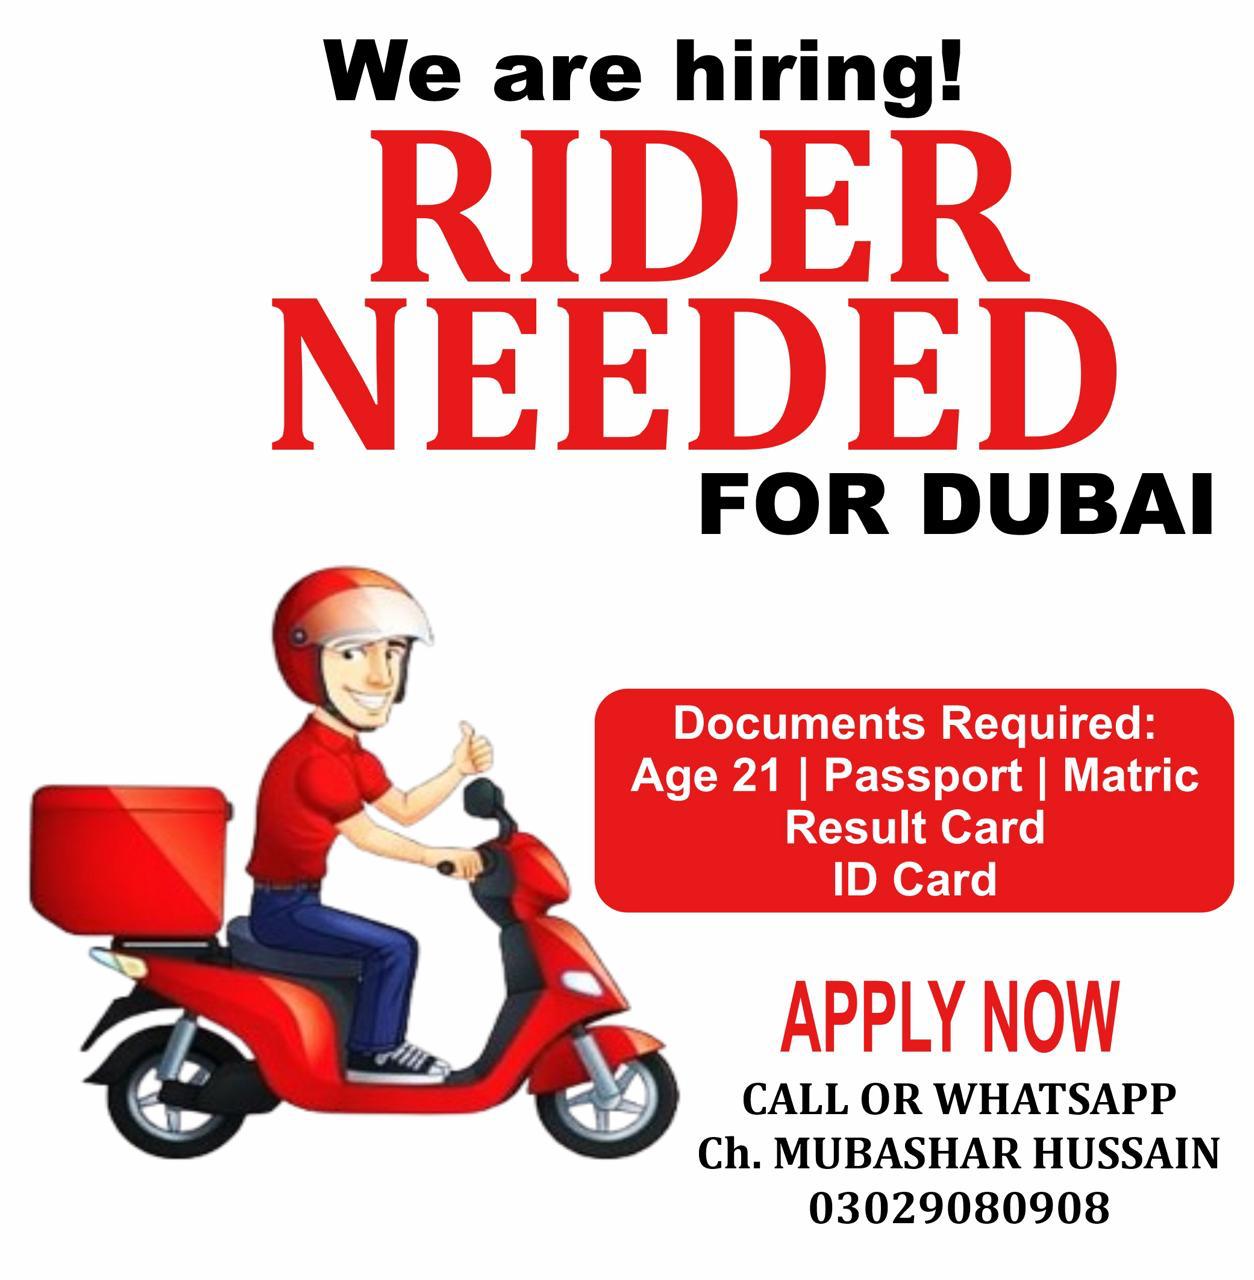 We are hiring!
RIDER
NEEDED
FOR DUBAI
Documents Required:
Age 21 | Passport | Matric
Result Card
ID Card
APPLY NOW
CALL OR WHATSAPP
Ch. MUBASHAR HUSSAIN
03029080908